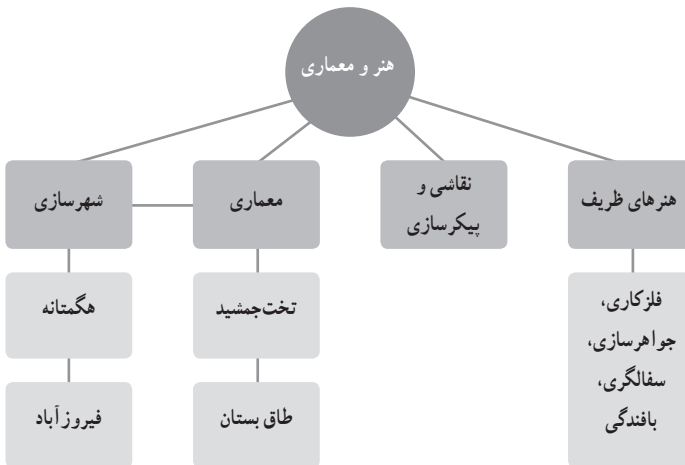 هنر و معماری
هنرهای ظریف
نقاشی و
پیکرسازی
معماری
شهرسازی
فلزکاری،
جواهرسازی،
سفالگری،
بافندگی
تخت‌جمشید
هگمتانه
طاق بستان
فیروزآباد